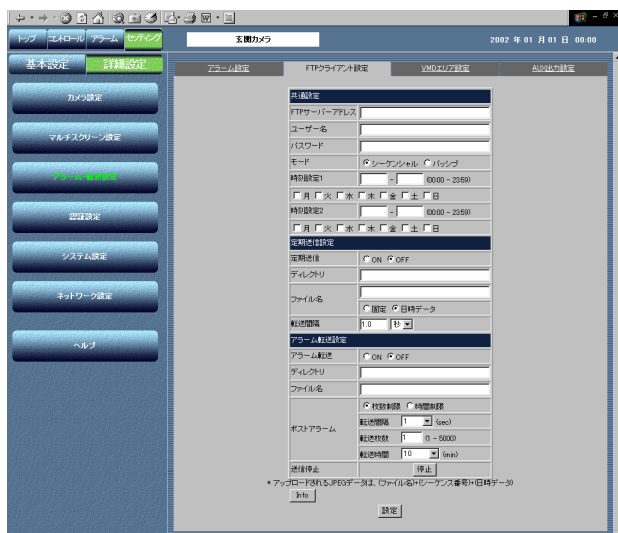 トップ コントロール アラーム セッティング 玄関カメラ 2002 年 01 月 01 日 00:00
基本設定 詳細設定
アラーム設定 FTPクライアント設定 VMDエリア設定 AUX出力設定
カメラ設定
マルチスクリーン設定
アラーム・転送設定
認証設定
システム設定
ネットワーク設定
ヘルプ
共通設定
FTPサーバーアドレス
ユーザー名
パスワード
モード シーケンシャル パッシブ
時刻設定1 - (00:00 - 23:59)
月 火 水 木 金 土 日
時刻設定2 - (00:00 - 23:59)
月 火 水 木 金 土 日
定期送信設定
定期送信 ON OFF
ディレクトリ
ファイル名
固定 日時データ
転送間隔 1.0 秒
アラーム転送設定
アラーム転送 ON OFF
ディレクトリ
ファイル名
ポストアラーム
枚数制限 時間制限
転送間隔 1 (sec)
転送枚数 1 (1 - 5000)
転送時間 10 (min)
送信停止 停止
* アップロードされるJPEGデータは、(ファイル名)+(シーケンス番号)+(日時データ)
Info
設定